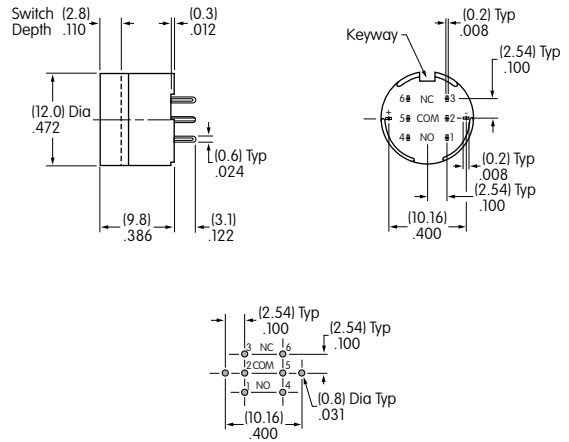 Switch Depth (2.8) .110
(0.3) .012
(12.0) Dia .472
(0.6) Typ .024
(9.8) .386
(3.1) .122
Keyway
(0.2) Typ .008
(2.54) Typ .100
6 NC 3
+ 5 COM 2 -
4 NO 1
(0.2) Typ .008
(2.54) Typ .100
(10.16) .400
(2.54) Typ .100
(2.54) Typ .100
3 NC 6
2 COM 5
1 NO 4
(0.8) Dia Typ .031
(10.16) .400